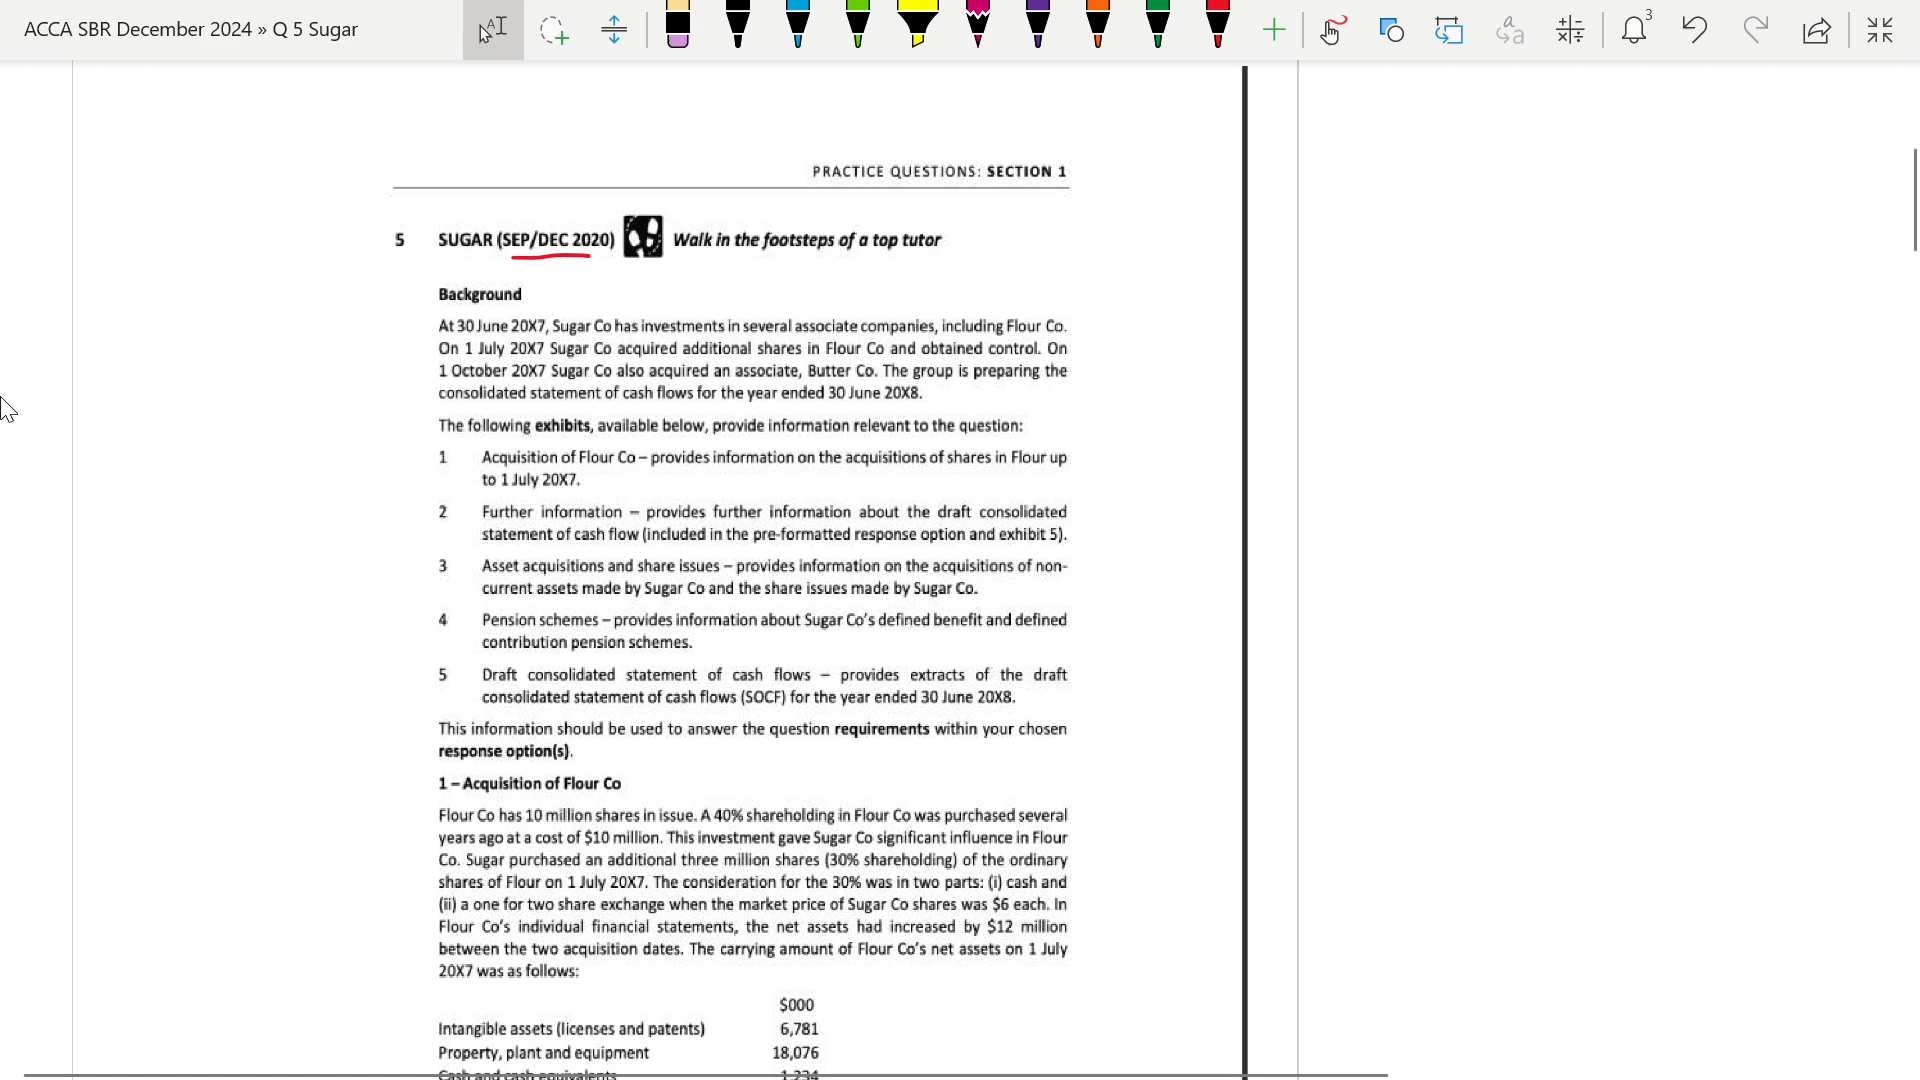 ACCA SBR December 2024 » Q 5 Sugar
3
PRACTICE QUESTIONS: SECTION 1
5 SUGAR (SEP/DEC 2020) Walk in the footsteps of a top tutor
Background
At 30 June 20X7, Sugar Co has investments in several associate companies, including Flour Co.
On 1 July 20X7 Sugar Co acquired additional shares in Flour Co and obtained control. On
1 October 20X7 Sugar Co also acquired an associate, Butter Co. The group is preparing the
consolidated statement of cash flows for the year ended 30 June 20X8.
The following exhibits, available below, provide information relevant to the question:
1 Acquisition of Flour Co – provides information on the acquisitions of shares in Flour up
to 1 July 20X7.
2 Further information – provides further information about the draft consolidated
statement of cash flow (included in the pre-formatted response option and exhibit 5).
3 Asset acquisitions and share issues – provides information on the acquisitions of non-
current assets made by Sugar Co and the share issues made by Sugar Co.
4 Pension schemes – provides information about Sugar Co's defined benefit and defined
contribution pension schemes.
5 Draft consolidated statement of cash flows – provides extracts of the draft
consolidated statement of cash flows (SOCF) for the year ended 30 June 20X8.
This information should be used to answer the question requirements within your chosen
response option(s).
1 – Acquisition of Flour Co
Flour Co has 10 million shares in issue. A 40% shareholding in Flour Co was purchased several
years ago at a cost of $10 million. This investment gave Sugar Co significant influence in Flour
Co. Sugar purchased an additional three million shares (30% shareholding) of the ordinary
shares of Flour on 1 July 20X7. The consideration for the 30% was in two parts: (i) cash and
(ii) a one for two share exchange when the market price of Sugar Co shares was $6 each. In
Flour Co's individual financial statements, the net assets had increased by $12 million
between the two acquisition dates. The carrying amount of Flour Co's net assets on 1 July
20X7 was as follows:
$000
Intangible assets (licenses and patents) 6,781
Property, plant and equipment 18,076
Cash and cash equivalents 1,234